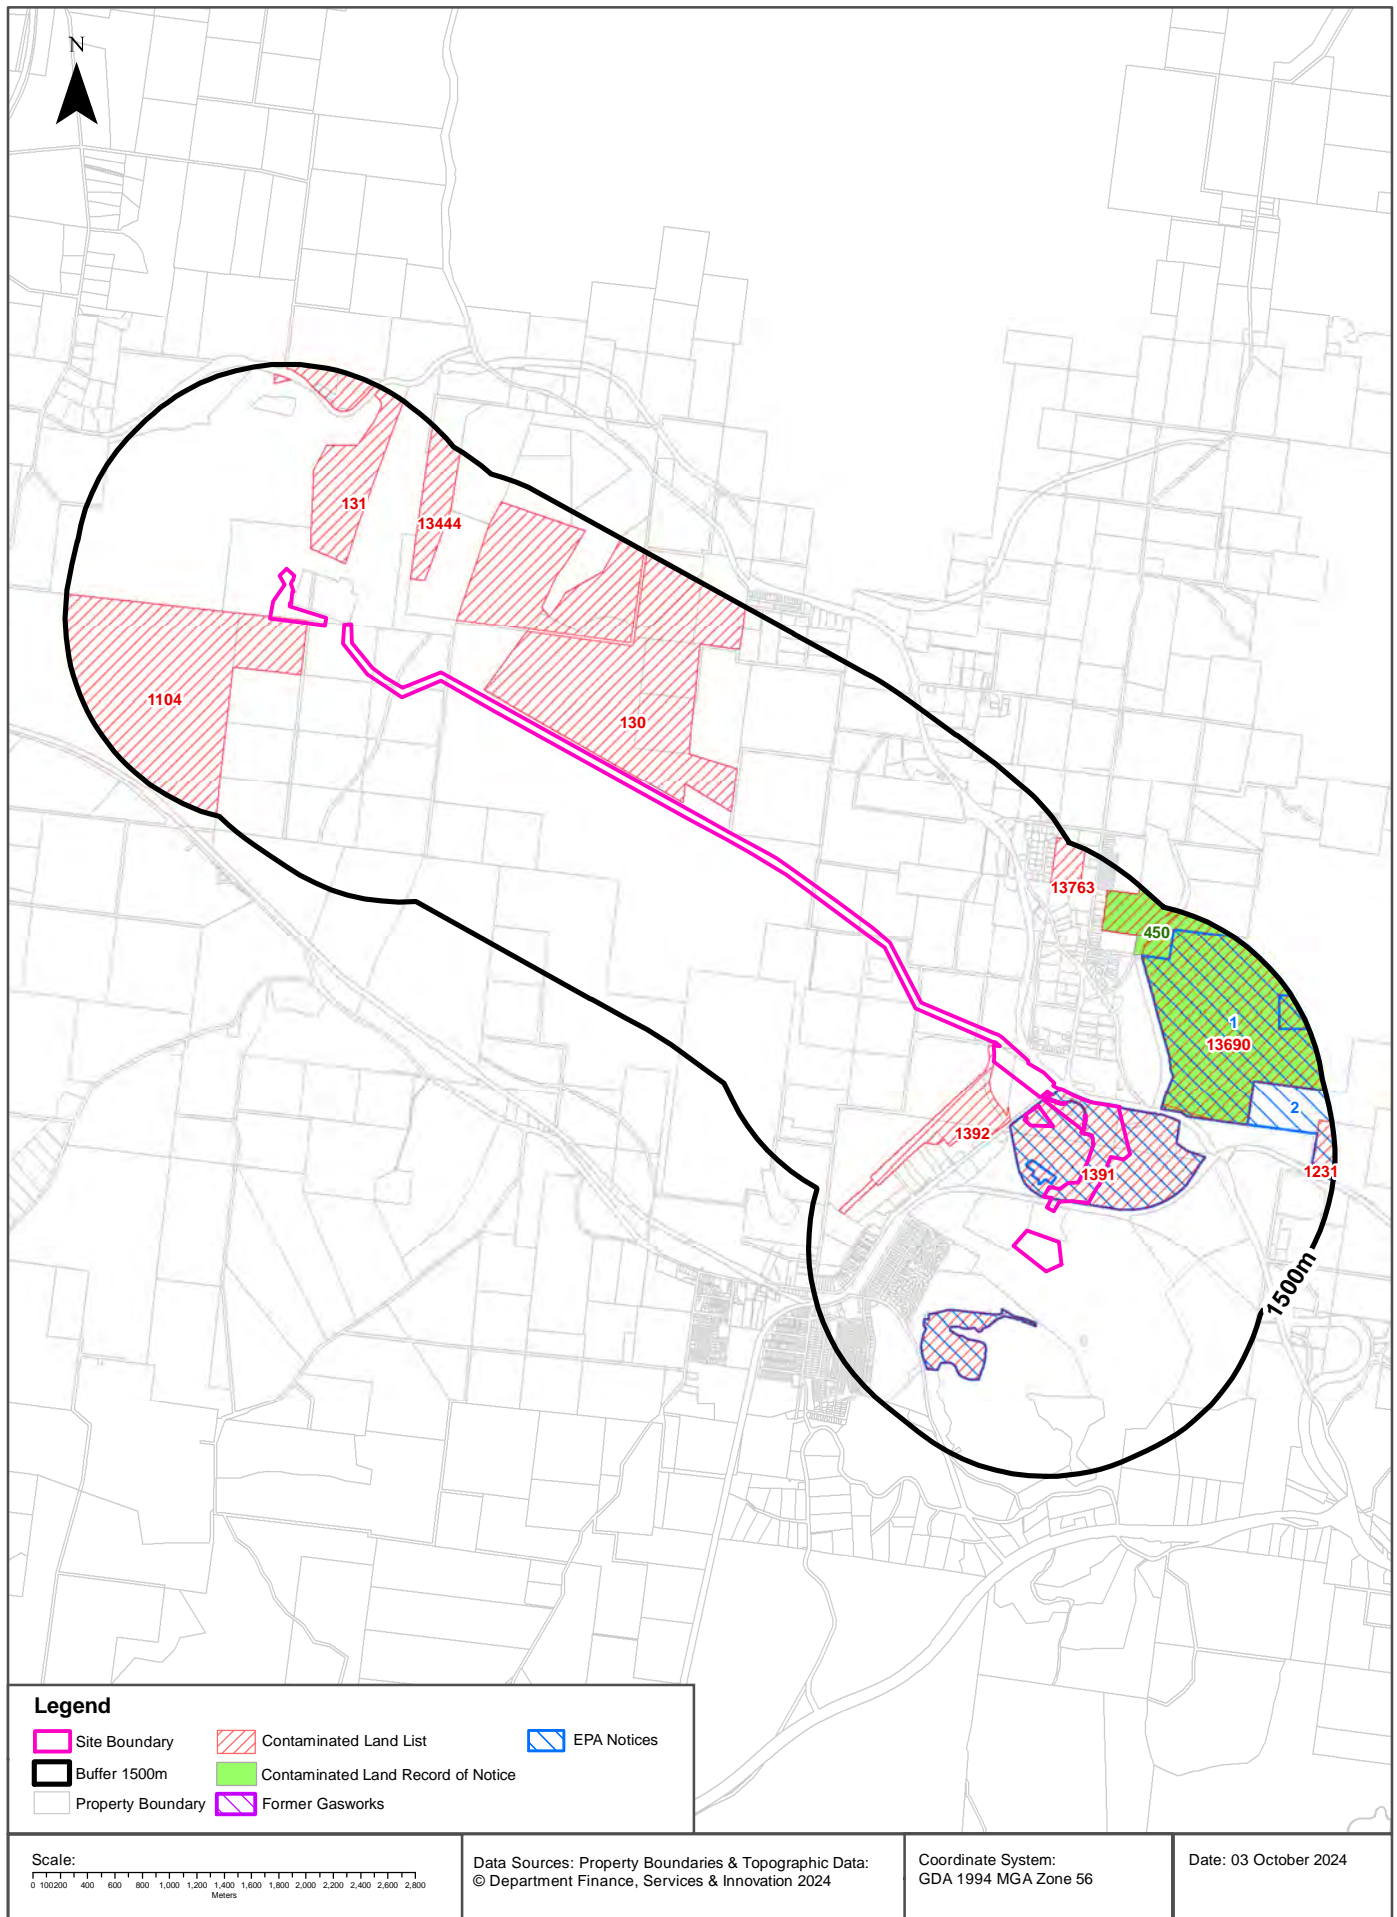 N
131
13444
1104
130
13763
450
1
13690
2
1392
1391
1231
1500m
Legend
Site Boundary
Contaminated Land List
EPA Notices
Buffer 1500m
Contaminated Land Record of Notice
Property Boundary
Former Gasworks
Scale:
0 100200 400 600 800 1,000 1,200 1,400 1,600 1,800 2,000 2,200 2,400 2,600 2,800
Meters
Data Sources: Property Boundaries & Topographic Data:
© Department Finance, Services & Innovation 2024
Coordinate System:
GDA 1994 MGA Zone 56
Date: 03 October 2024